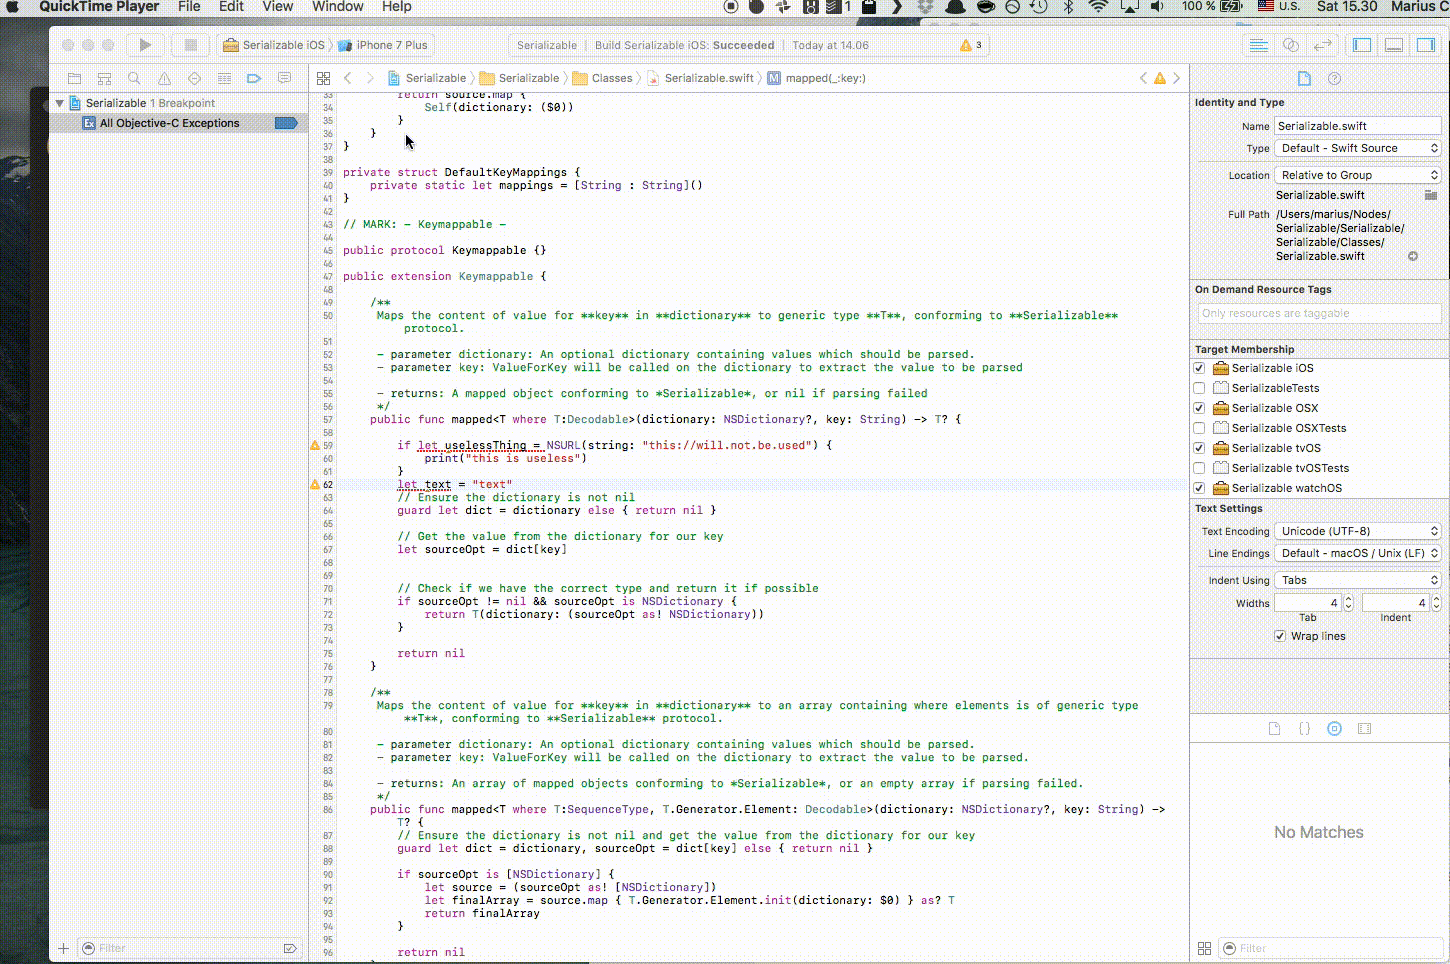 QuickTime Player File Edit View Window Help 1 100 % U.S. Sat 15.30 Marius C
Serializable iOS iPhone 7 Plus Serializable | Build Serializable iOS: Succeeded | Today at 14.06 3
Serializable Serializable Classes Serializable.swift M mapped(_:key:)
Serializable 1 Breakpoint
Ex All Objective-C Exceptions
Filter
33 return source.map {
34 Self(dictionary: ($0))
35 }
36 }
37 }
38
39 private struct DefaultKeyMappings {
40 private static let mappings = [String : String]()
41 }
42
43 // MARK: - Keymappable -
44
45 public protocol Keymappable {}
46
47 public extension Keymappable {
48
49 /**
50 Maps the content of value for **key** in **dictionary** to generic type **T**, conforming to **Serializable**
protocol.
51
52 - parameter dictionary: An optional dictionary containing values which should be parsed.
53 - parameter key: ValueForKey will be called on the dictionary to extract the value to be parsed
54
55 - returns: A mapped object conforming to *Serializable*, or nil if parsing failed
56 */
57 public func mapped<T where T:Decodable>(dictionary: NSDictionary?, key: String) -> T? {
58
59 if let uselessThing = NSURL(string: "this://will.not.be.used") {
60 print("this is useless")
61 }
62 let text = "text"
63 // Ensure the dictionary is not nil
64 guard let dict = dictionary else { return nil }
65
66 // Get the value from the dictionary for our key
67 let sourceOpt = dict[key]
68
69
70 // Check if we have the correct type and return it if possible
71 if sourceOpt != nil && sourceOpt is NSDictionary {
72 return T(dictionary: (sourceOpt as! NSDictionary))
73 }
74
75 return nil
76 }
77
78 /**
79 Maps the content of value for **key** in **dictionary** to an array containing where elements is of generic type
**T**, conforming to **Serializable** protocol.
80
81 - parameter dictionary: An optional dictionary containing values which should be parsed.
82 - parameter key: ValueForKey will be called on the dictionary to extract the value to be parsed.
83
84 - returns: An array of mapped objects conforming to *Serializable*, or an empty array if parsing failed.
85 */
86 public func mapped<T where T:SequenceType, T.Generator.Element: Decodable>(dictionary: NSDictionary?, key: String) ->
T? {
87 // Ensure the dictionary is not nil and get the value from the dictionary for our key
88 guard let dict = dictionary, sourceOpt = dict[key] else { return nil }
89
90 if sourceOpt is [NSDictionary] {
91 let source = (sourceOpt as! [NSDictionary])
92 let finalArray = source.map { T.Generator.Element.init(dictionary: $0) } as? T
93 return finalArray
94 }
95
96 return nil
Identity and Type
Name Serializable.swift
Type Default - Swift Source
Location Relative to Group
Serializable.swift
Full Path /Users/marius/Nodes/
Serializable/Serializable/
Serializable/Classes/
Serializable.swift
On Demand Resource Tags
Only resources are taggable
Target Membership
Serializable iOS
SerializableTests
Serializable OSX
Serializable OSXTests
Serializable tvOS
Serializable tvOSTests
Serializable watchOS
Text Settings
Text Encoding Unicode (UTF-8)
Line Endings Default - macOS / Unix (LF)
Indent Using Tabs
Widths 4 4
Tab Indent
Wrap lines
{ }
No Matches
Filter